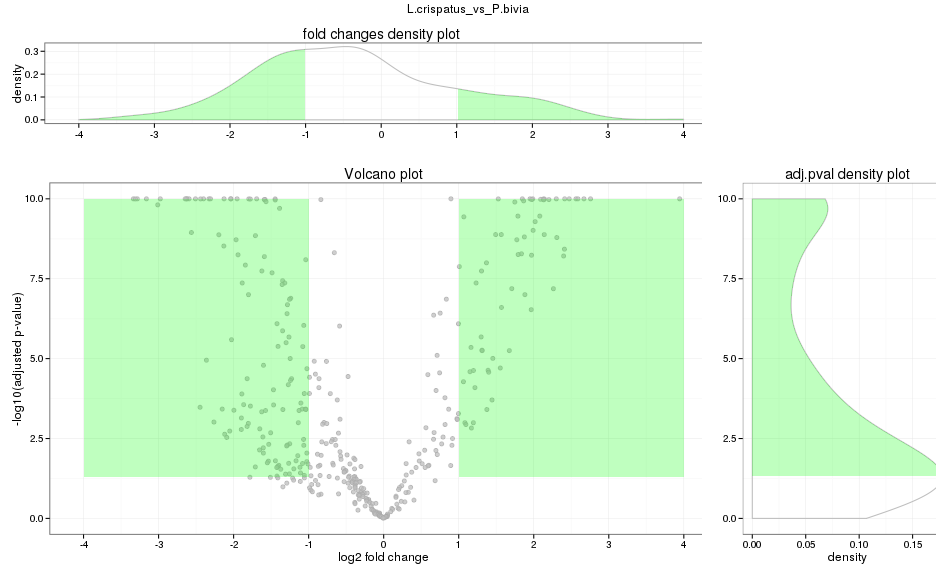 L.crispatus_vs_P.bivia
fold changes density plot
density
0.3
0.2
0.1
0.0
-4 -3 -2 -1 0 1 2 3 4
Volcano plot
-log10(adjusted p-value)
10.0
7.5
5.0
2.5
0.0
-4 -3 -2 -1 0 1 2 3 4
log2 fold change
adj.pval density plot
10.0
7.5
5.0
2.5
0.0
0.00 0.05 0.10 0.15
density